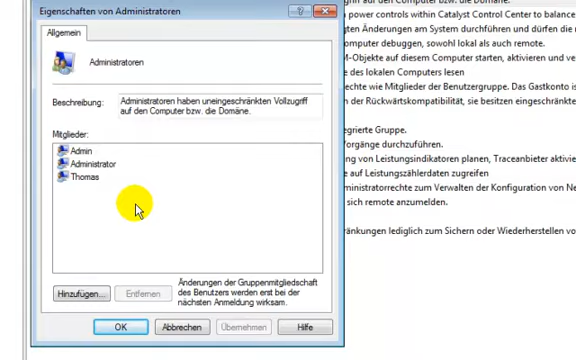 Eigenschaften von Administratoren
Allgemein
Administratoren
Beschreibung:
Administratoren haben uneingeschränkten Vollzugriff
auf den Computer bzw. die Domäne.
Mitglieder:
Admin
Administrator
Thomas
Hinzufügen...
Entfernen
Änderungen der Gruppenmitgliedschaft
des Benutzers werden erst bei der
nächsten Anmeldung wirksam.
OK
Abbrechen
Übernehmen
Hilfe
griff auf den Computer bzw. die Domäne.
power controls within Catalyst Control Center to balance
gten Änderungen am System durchführen und dürfen die m
omputer debuggen, sowohl lokal als auch remote.
M-Objekte auf diesem Computer starten, aktivieren und ve
e des lokalen Computers lesen
echte wie Mitglieder der Benutzergruppe. Das Gastkonto is
n der Rückwärtskompatibilität, sie besitzen eingeschränkte
egrierte Gruppe.
orgänge durchzuführen.
ng von Leistungsindikatoren planen, Traceanbieter aktivie
e auf Leistungszählerdaten zugreifen
ministratorrechte zum Verwalten der Konfiguration von Ne
sich remote anzumelden.
ränkungen lediglich zum Sichern oder Wiederherstellen vo